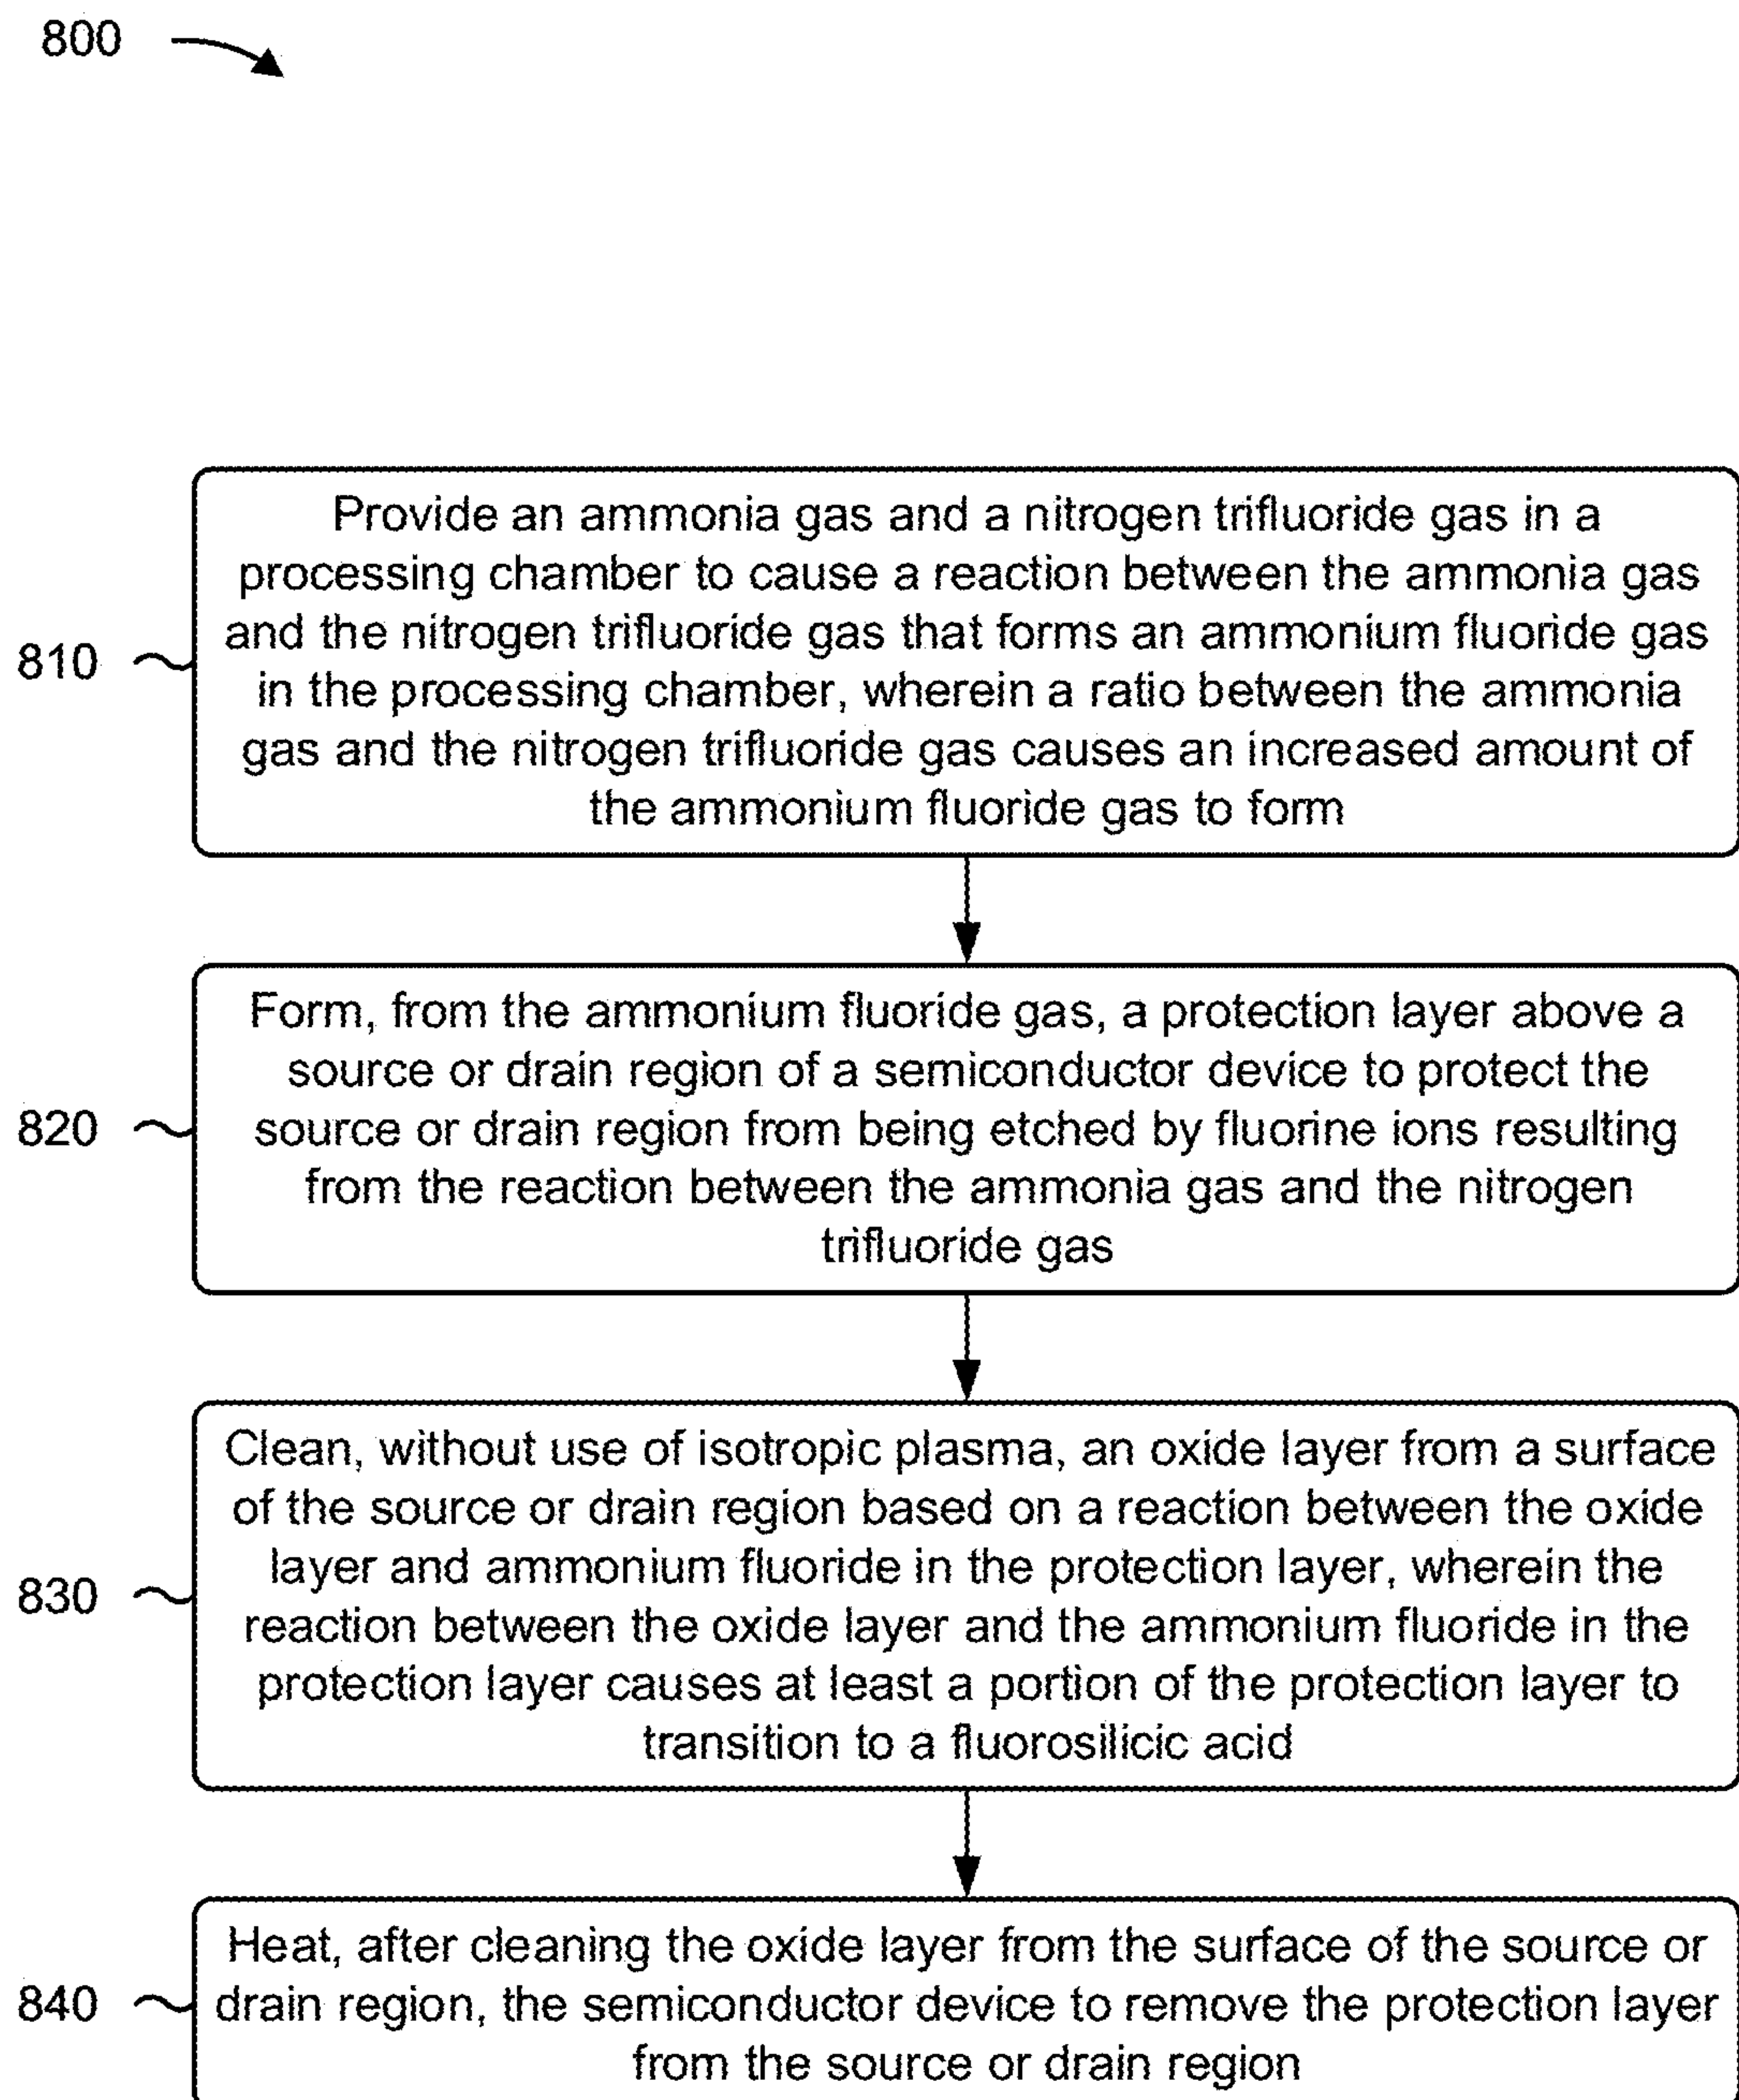 800
Provide an ammonia gas and a nitrogen trifluoride gas in a
processing chamber to cause a reaction between the ammonia gas
and the nitrogen trifluoride gas that forms an ammonium fluoride gas
in the processing chamber, wherein a ratio between the ammonia
gas and the nitrogen trifluoride gas causes an increased amount of
the ammonium fluoride gas to form
810
Form, from the ammonium fluoride gas, a protection layer above a
source or drain region of a semiconductor device to protect the
source or drain region from being etched by fluorine ions resulting
from the reaction between the ammonia gas and the nitrogen
trifluoride gas
820
Clean, without use of isotropic plasma, an oxide layer from a surface
of the source or drain region based on a reaction between the oxide
layer and ammonium fluoride in the protection layer, wherein the
reaction between the oxide layer and the ammonium fluoride in the
protection layer causes at least a portion of the protection layer to
transition to a fluorosilicic acid
830
Heat, after cleaning the oxide layer from the surface of the source or
drain region, the semiconductor device to remove the protection layer
from the source or drain region
840